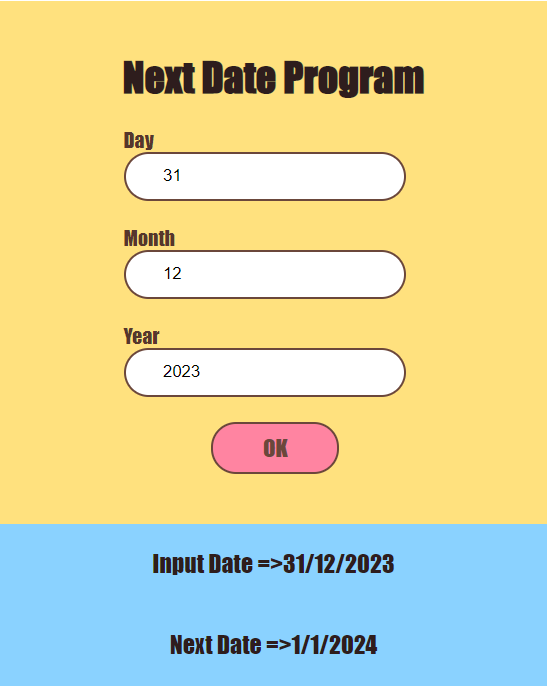 Next Date Program
Day
31
Month
12
Year
2023
OK
Input Date =>31/12/2023
Next Date =>1/1/2024